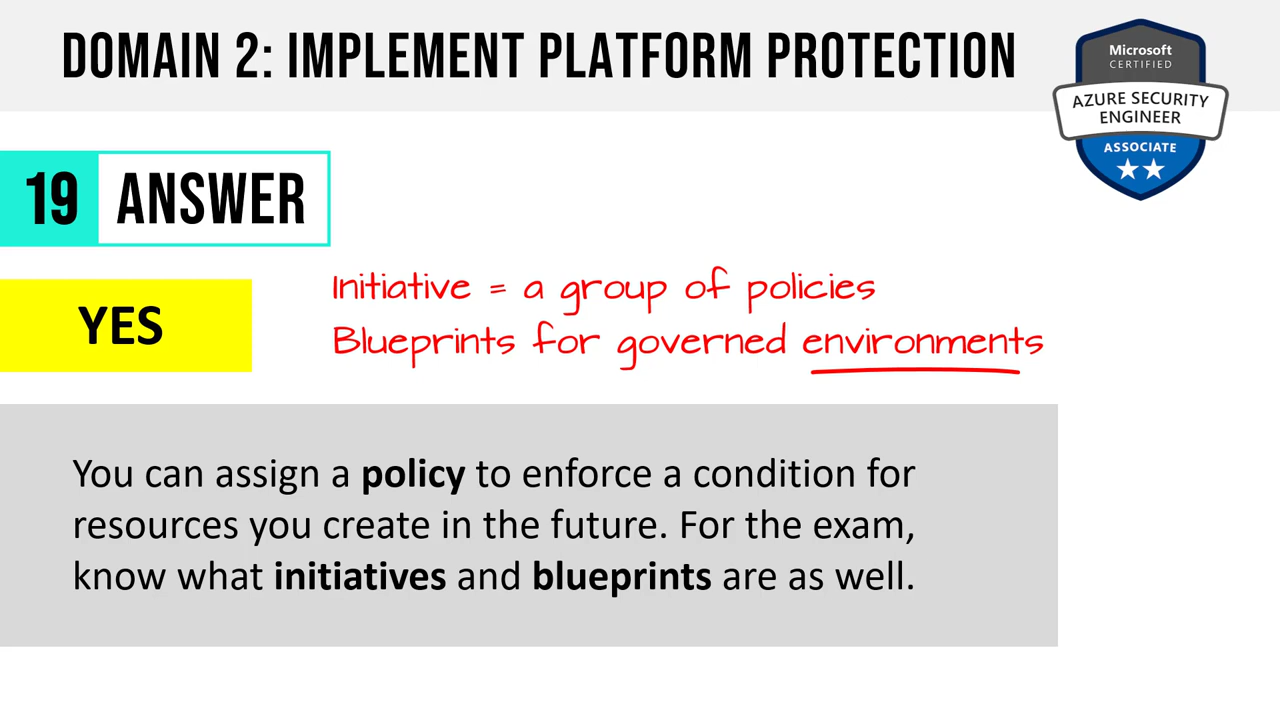 DOMAIN 2: IMPLEMENT PLATFORM PROTECTION
Microsoft
CERTIFIED
AZURE SECURITY
ENGINEER
ASSOCIATE
19 ANSWER
YES
Initiative = a group of policies
Blueprints for governed environments
You can assign a policy to enforce a condition for
resources you create in the future. For the exam,
know what initiatives and blueprints are as well.